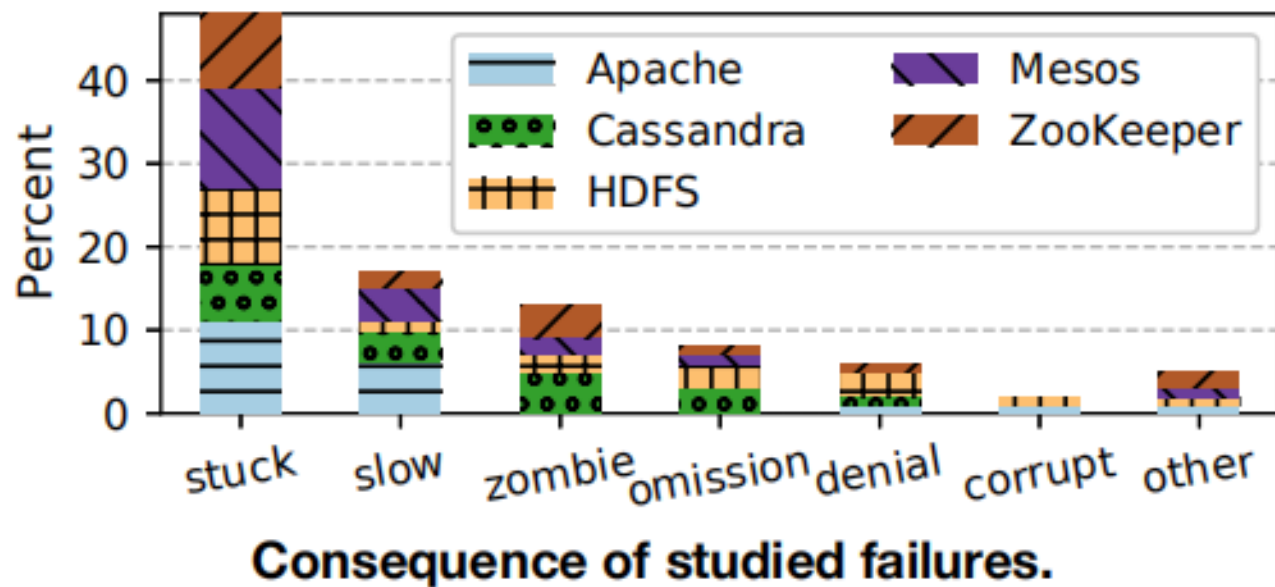 Percent
40
30
20
10
0
Apache
Cassandra
HDFS
Mesos
ZooKeeper
stuck
slow
zombie
omission
denial
corrupt
other
Consequence of studied failures.